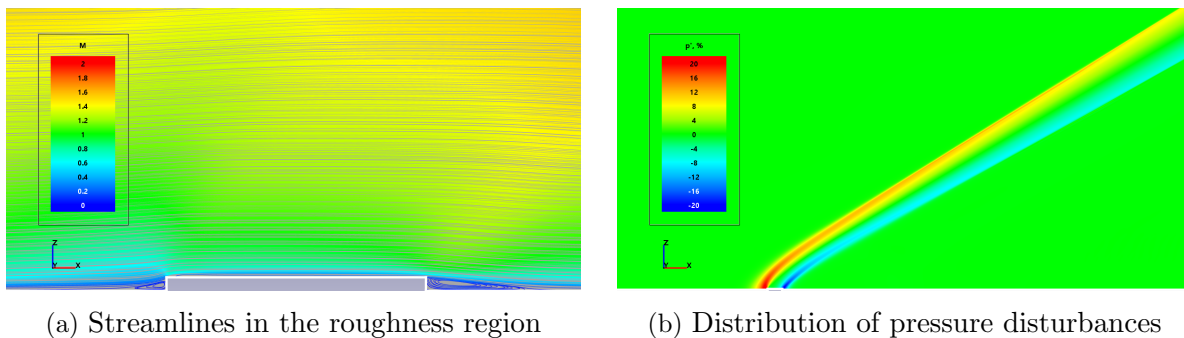 M
2
1.8
1.6
1.4
1.2
1
0.8
0.6
0.4
0.2
0
Z
Y X
(a) Streamlines in the roughness region
p', %
20
16
12
8
4
0
-4
-8
-12
-16
-20
Z
Y X
(b) Distribution of pressure disturbances